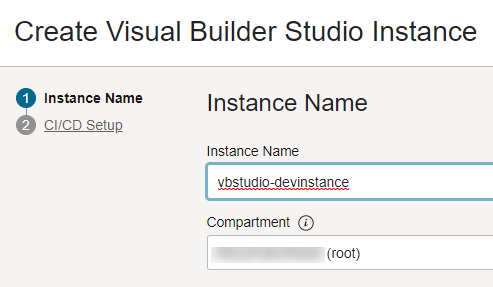 Create Visual Builder Studio Instance
1 Instance Name
2 CI/CD Setup
Instance Name
Instance Name
vbstudio-devinstance
Compartment
(root)